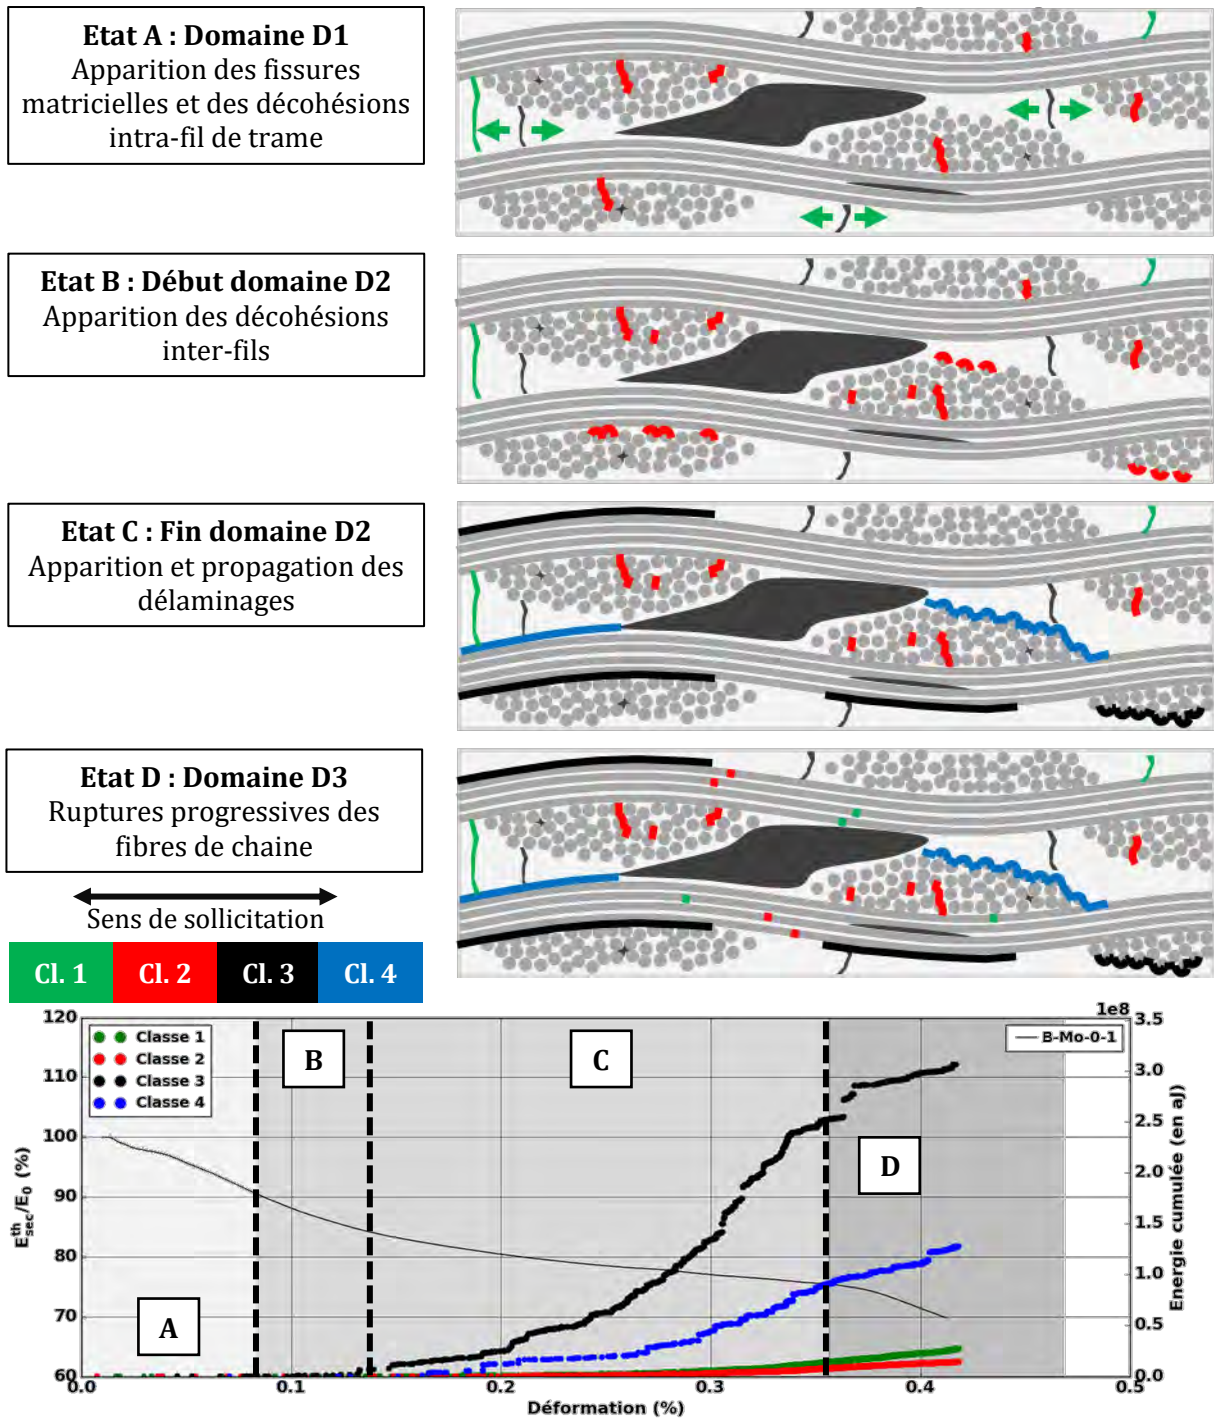 Etat A : Domaine D1
Apparition des fissures
matricielles et des décohésions
intra-fil de trame
Etat B : Début domaine D2
Apparition des décohésions
inter-fils
Etat C : Fin domaine D2
Apparition et propagation des
délaminages
Etat D : Domaine D3
Ruptures progressives des
fibres de chaine
Sens de sollicitation
Cl. 1 Cl. 2 Cl. 3 Cl. 4
1e8
120
110
100
90
80
70
60
E_sec^th/E_0 (%)
Classe 1
Classe 2
Classe 3
Classe 4
A
B
C
D
B-Mo-0-1
3.5
3.0
2.5
2.0
1.5
1.0
0.5
0.0
Energie cumulée (en aJ)
0.0 0.1 0.2 0.3 0.4 0.5
Déformation (%)